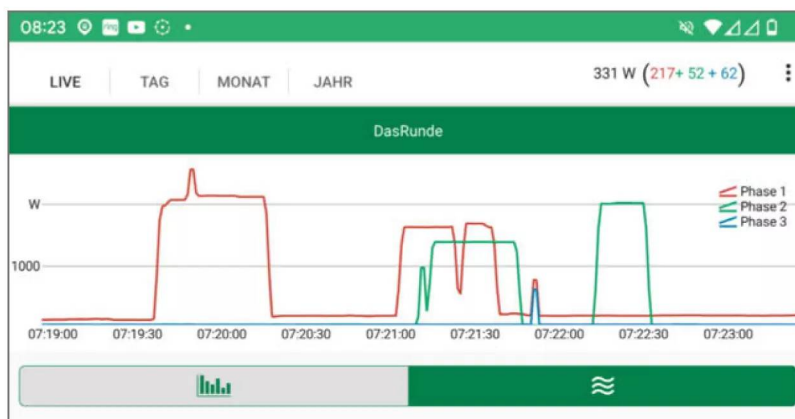 08:23 ring
LIVE TAG MONAT JAHR 331 W (217+ 52 + 62)
DasRunde
W
1000
Phase 1
Phase 2
Phase 3
07:19:00 07:19:30 07:20:00 07:20:30 07:21:00 07:21:30 07:22:00 07:22:30 07:23:00